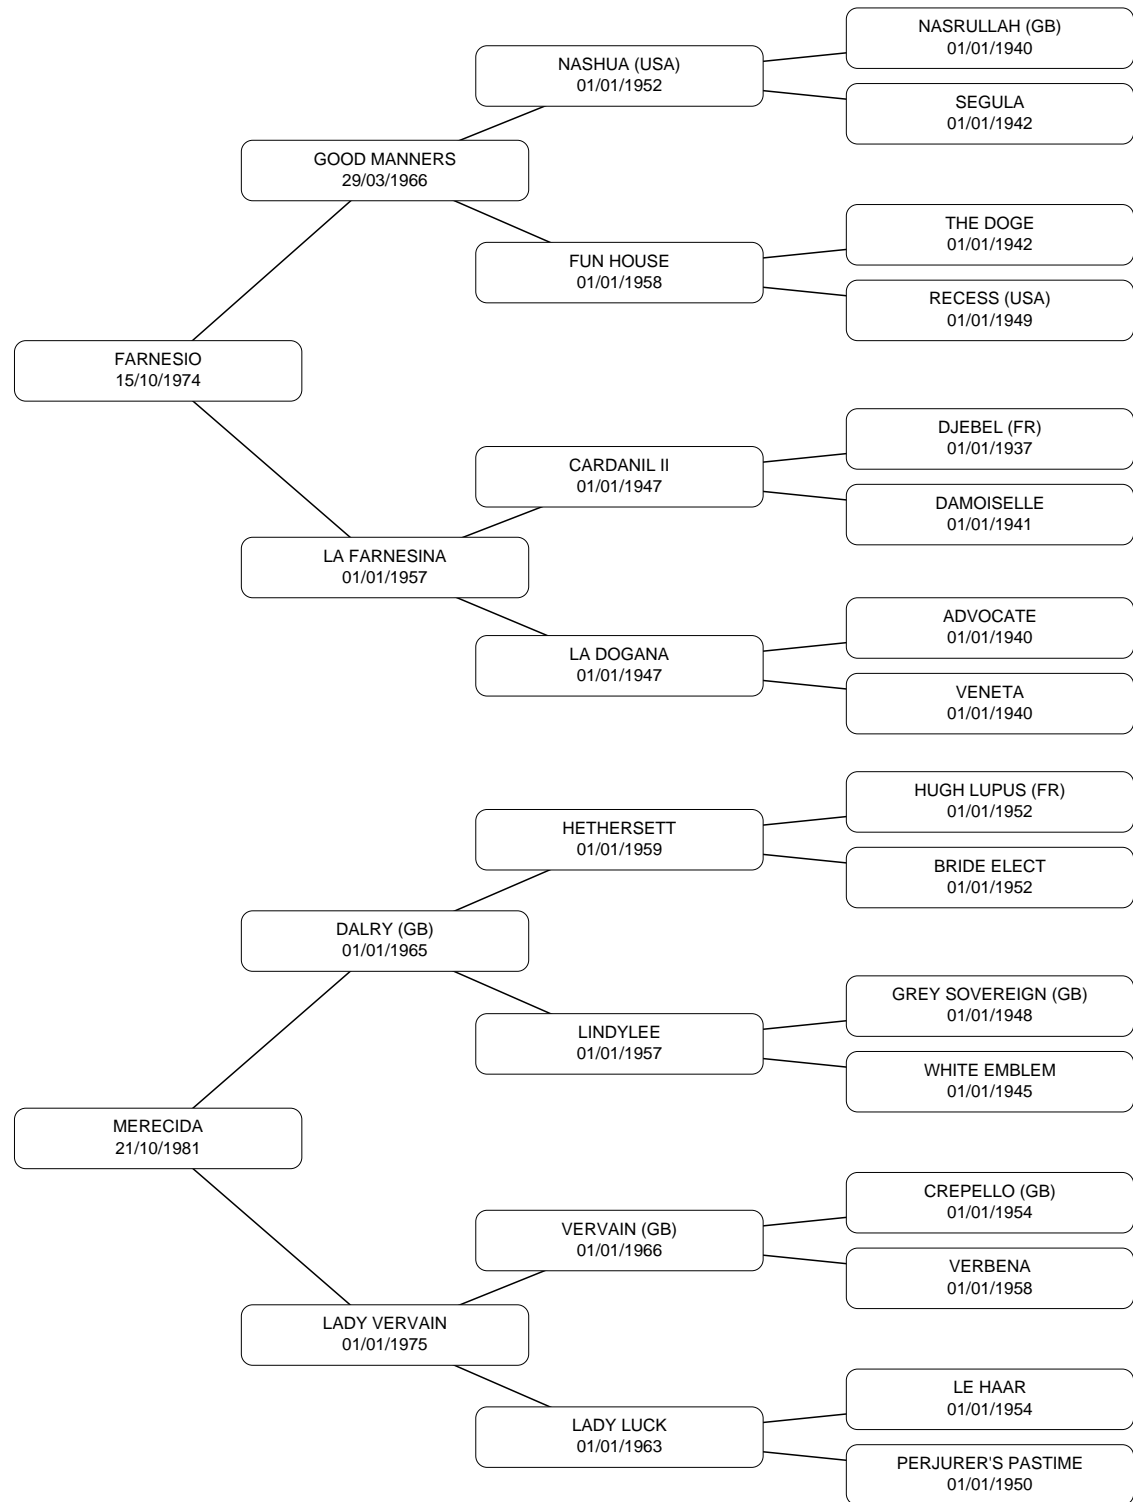 NASRULLAH (GB)
01/01/1940
NASHUA (USA)
01/01/1952
SEGULA
01/01/1942
GOOD MANNERS
29/03/1966
THE DOGE
01/01/1942
FUN HOUSE
01/01/1958
RECESS (USA)
01/01/1949
FARNESIO
15/10/1974
DJEBEL (FR)
01/01/1937
CARDANIL II
01/01/1947
DAMOISELLE
01/01/1941
LA FARNESINA
01/01/1957
ADVOCATE
01/01/1940
LA DOGANA
01/01/1947
VENETA
01/01/1940
HUGH LUPUS (FR)
01/01/1952
HETHERSETT
01/01/1959
BRIDE ELECT
01/01/1952
DALRY (GB)
01/01/1965
GREY SOVEREIGN (GB)
01/01/1948
LINDYLEE
01/01/1957
WHITE EMBLEM
01/01/1945
MERECIDA
21/10/1981
CREPELLO (GB)
01/01/1954
VERVAIN (GB)
01/01/1966
VERBENA
01/01/1958
LADY VERVAIN
01/01/1975
LE HAAR
01/01/1954
LADY LUCK
01/01/1963
PERJURER'S PASTIME
01/01/1950